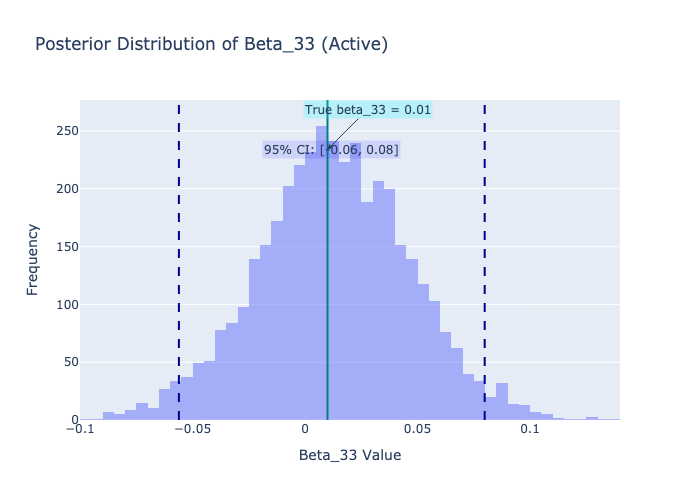 Posterior Distribution of Beta_33 (Active)
True beta_33 = 0.01
95% CI: [-0.06, 0.08]
250
200
150
100
50
0
Frequency
−0.1
−0.05
0
0.05
0.1
Beta_33 Value